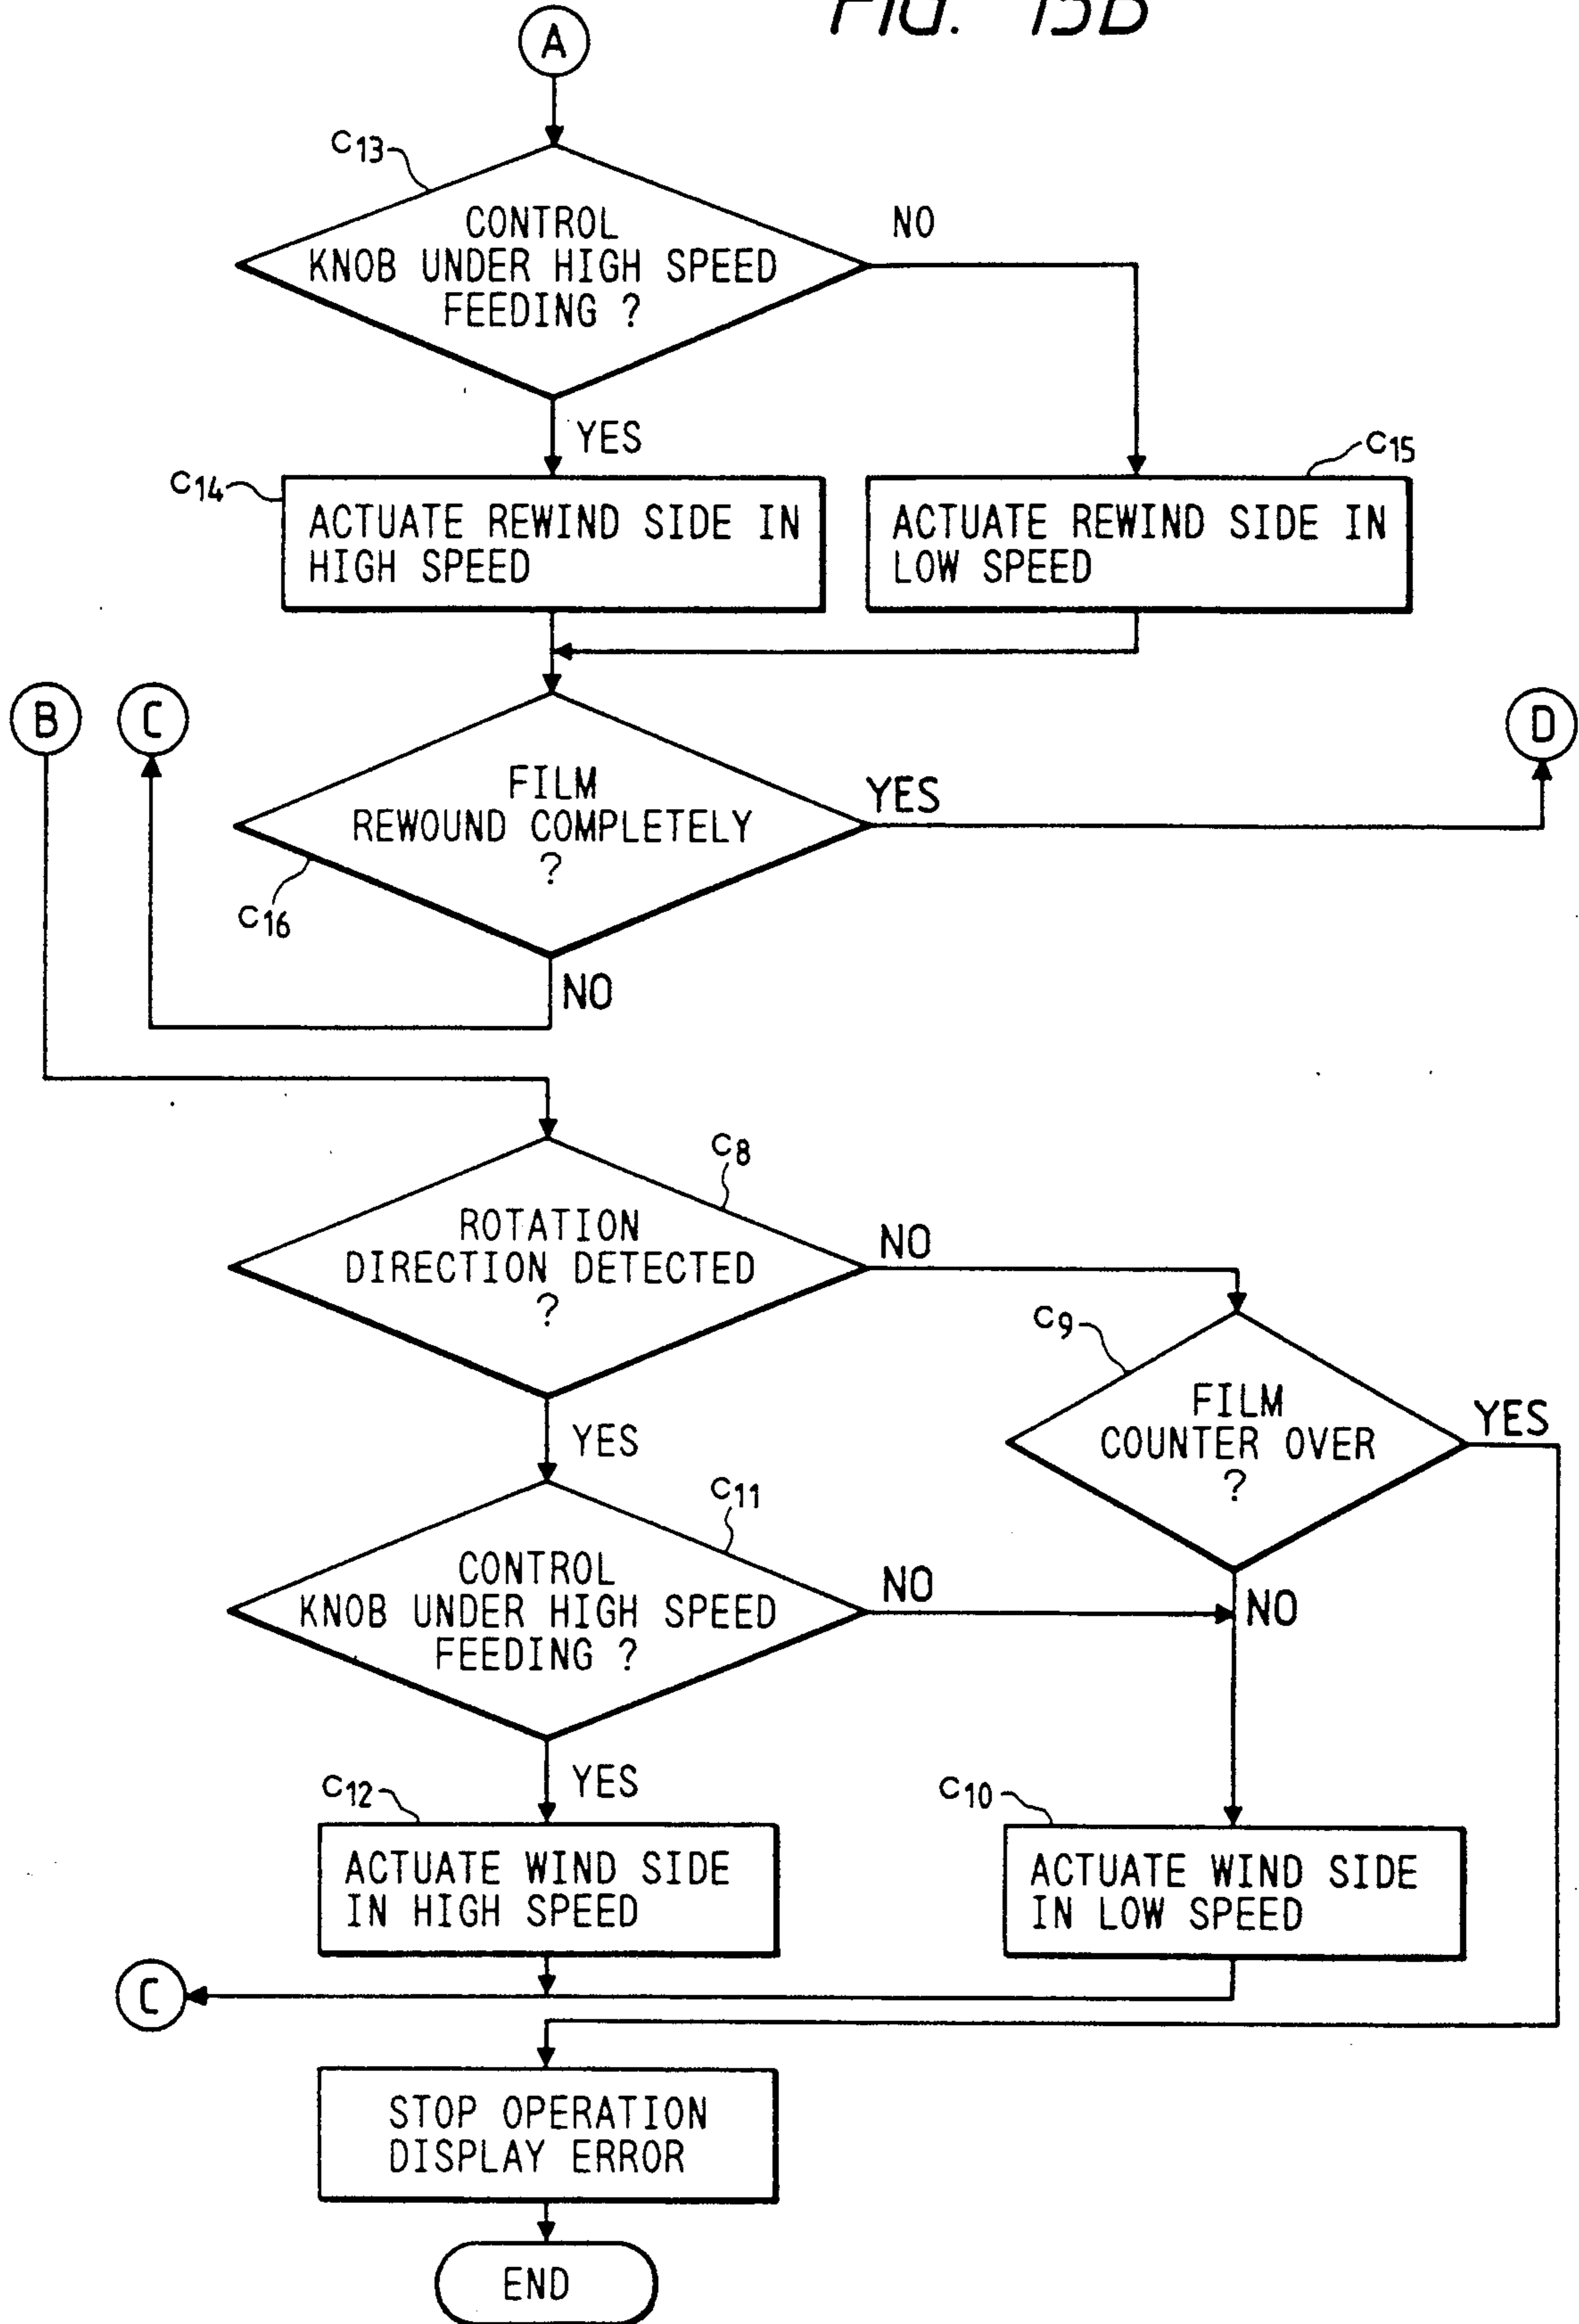 FIG. 15B
A
C13
CONTROL
KNOB UNDER HIGH SPEED
FEEDING ?
NO
YES
C14
ACTUATE REWIND SIDE IN
HIGH SPEED
C15
ACTUATE REWIND SIDE IN
LOW SPEED
B
C
D
FILM
REWOUND COMPLETELY
?
YES
C16
NO
C8
ROTATION
DIRECTION DETECTED
?
NO
YES
C9
FILM
COUNTER OVER
?
YES
NO
C11
CONTROL
KNOB UNDER HIGH SPEED
FEEDING ?
NO
YES
C12
ACTUATE WIND SIDE
IN HIGH SPEED
C10
ACTUATE WIND SIDE
IN LOW SPEED
C
STOP OPERATION
DISPLAY ERROR
END